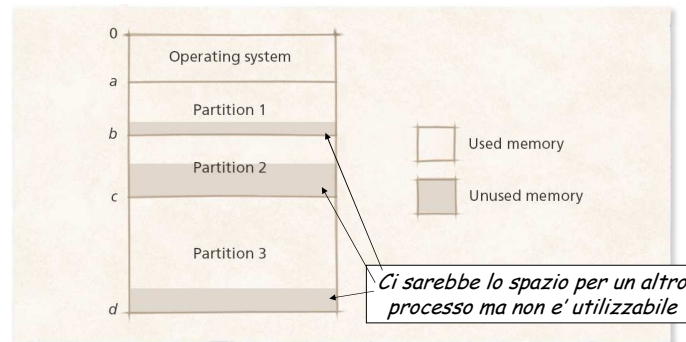 0
Operating system
a
Partition 1
b
Used memory
Partition 2
Unused memory
c
Partition 3
Ci sarebbe lo spazio per un altro
processo ma non e' utilizzabile
d